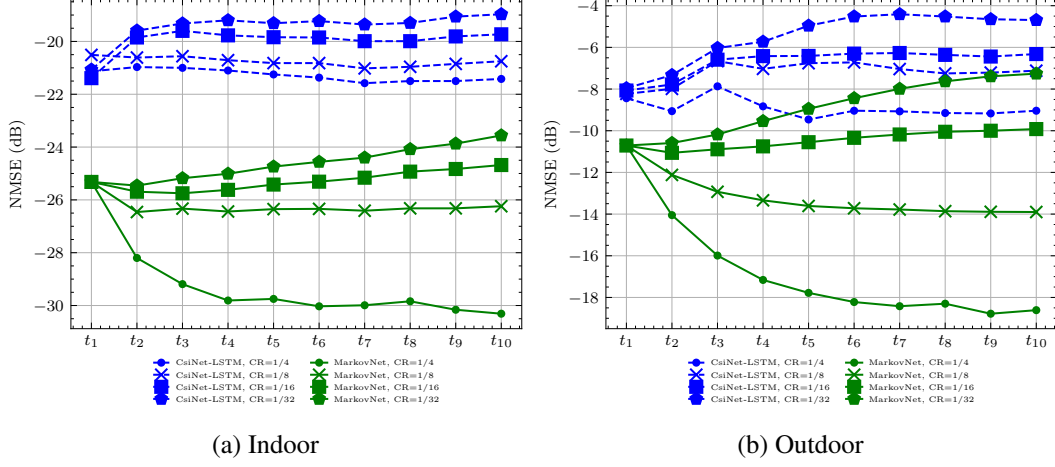 −20
−22
−24
−26
−28
−30
NMSE (dB)
t1 t2 t3 t4 t5 t6 t7 t8 t9 t10
CsiNet-LSTM, CR=1/4
CsiNet-LSTM, CR=1/8
CsiNet-LSTM, CR=1/16
CsiNet-LSTM, CR=1/32
MarkovNet, CR=1/4
MarkovNet, CR=1/8
MarkovNet, CR=1/16
MarkovNet, CR=1/32
(a) Indoor
−4
−6
−8
−10
−12
−14
−16
−18
NMSE (dB)
t1 t2 t3 t4 t5 t6 t7 t8 t9 t10
CsiNet-LSTM, CR=1/4
CsiNet-LSTM, CR=1/8
CsiNet-LSTM, CR=1/16
CsiNet-LSTM, CR=1/32
MarkovNet, CR=1/4
MarkovNet, CR=1/8
MarkovNet, CR=1/16
MarkovNet, CR=1/32
(b) Outdoor